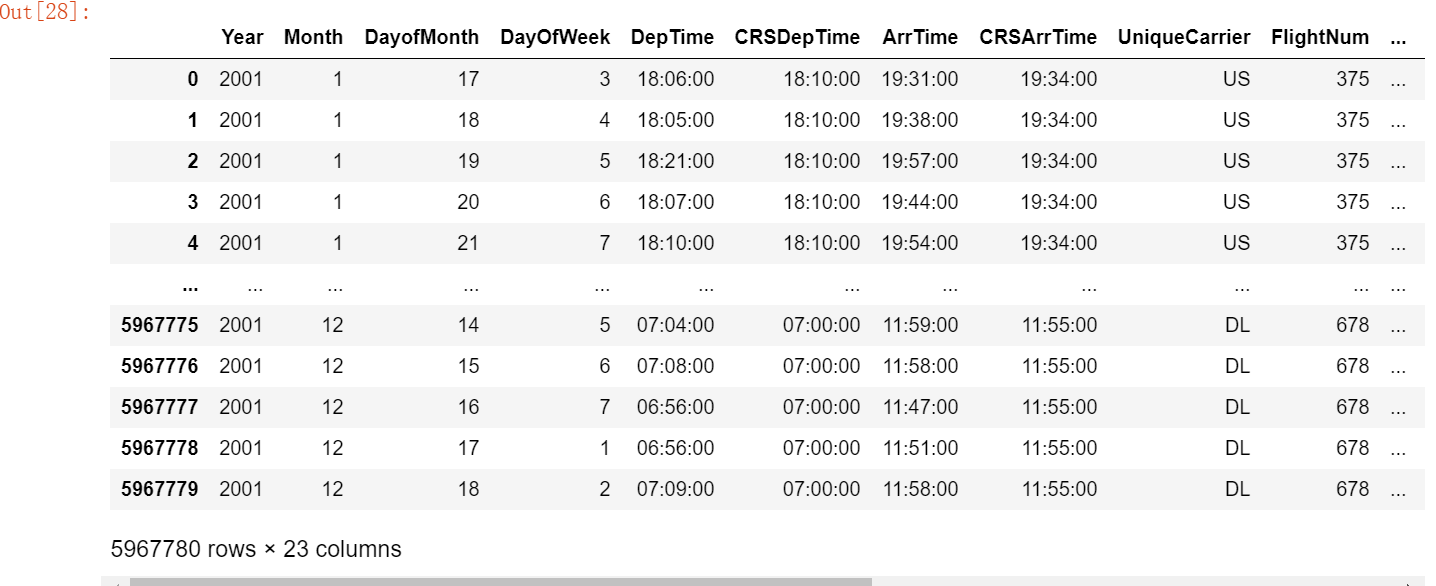 Out[28]:
Year Month DayofMonth DayOfWeek DepTime CRSDepTime ArrTime CRSArrTime UniqueCarrier FlightNum ...
0 2001 1 17 3 18:06:00 18:10:00 19:31:00 19:34:00 US 375 ...
1 2001 1 18 4 18:05:00 18:10:00 19:38:00 19:34:00 US 375 ...
2 2001 1 19 5 18:21:00 18:10:00 19:57:00 19:34:00 US 375 ...
3 2001 1 20 6 18:07:00 18:10:00 19:44:00 19:34:00 US 375 ...
4 2001 1 21 7 18:10:00 18:10:00 19:54:00 19:34:00 US 375 ...
... ... ... ... ... ... ... ... ... ... ... ...
5967775 2001 12 14 5 07:04:00 07:00:00 11:59:00 11:55:00 DL 678 ...
5967776 2001 12 15 6 07:08:00 07:00:00 11:58:00 11:55:00 DL 678 ...
5967777 2001 12 16 7 06:56:00 07:00:00 11:47:00 11:55:00 DL 678 ...
5967778 2001 12 17 1 06:56:00 07:00:00 11:51:00 11:55:00 DL 678 ...
5967779 2001 12 18 2 07:09:00 07:00:00 11:58:00 11:55:00 DL 678 ...
5967780 rows × 23 columns